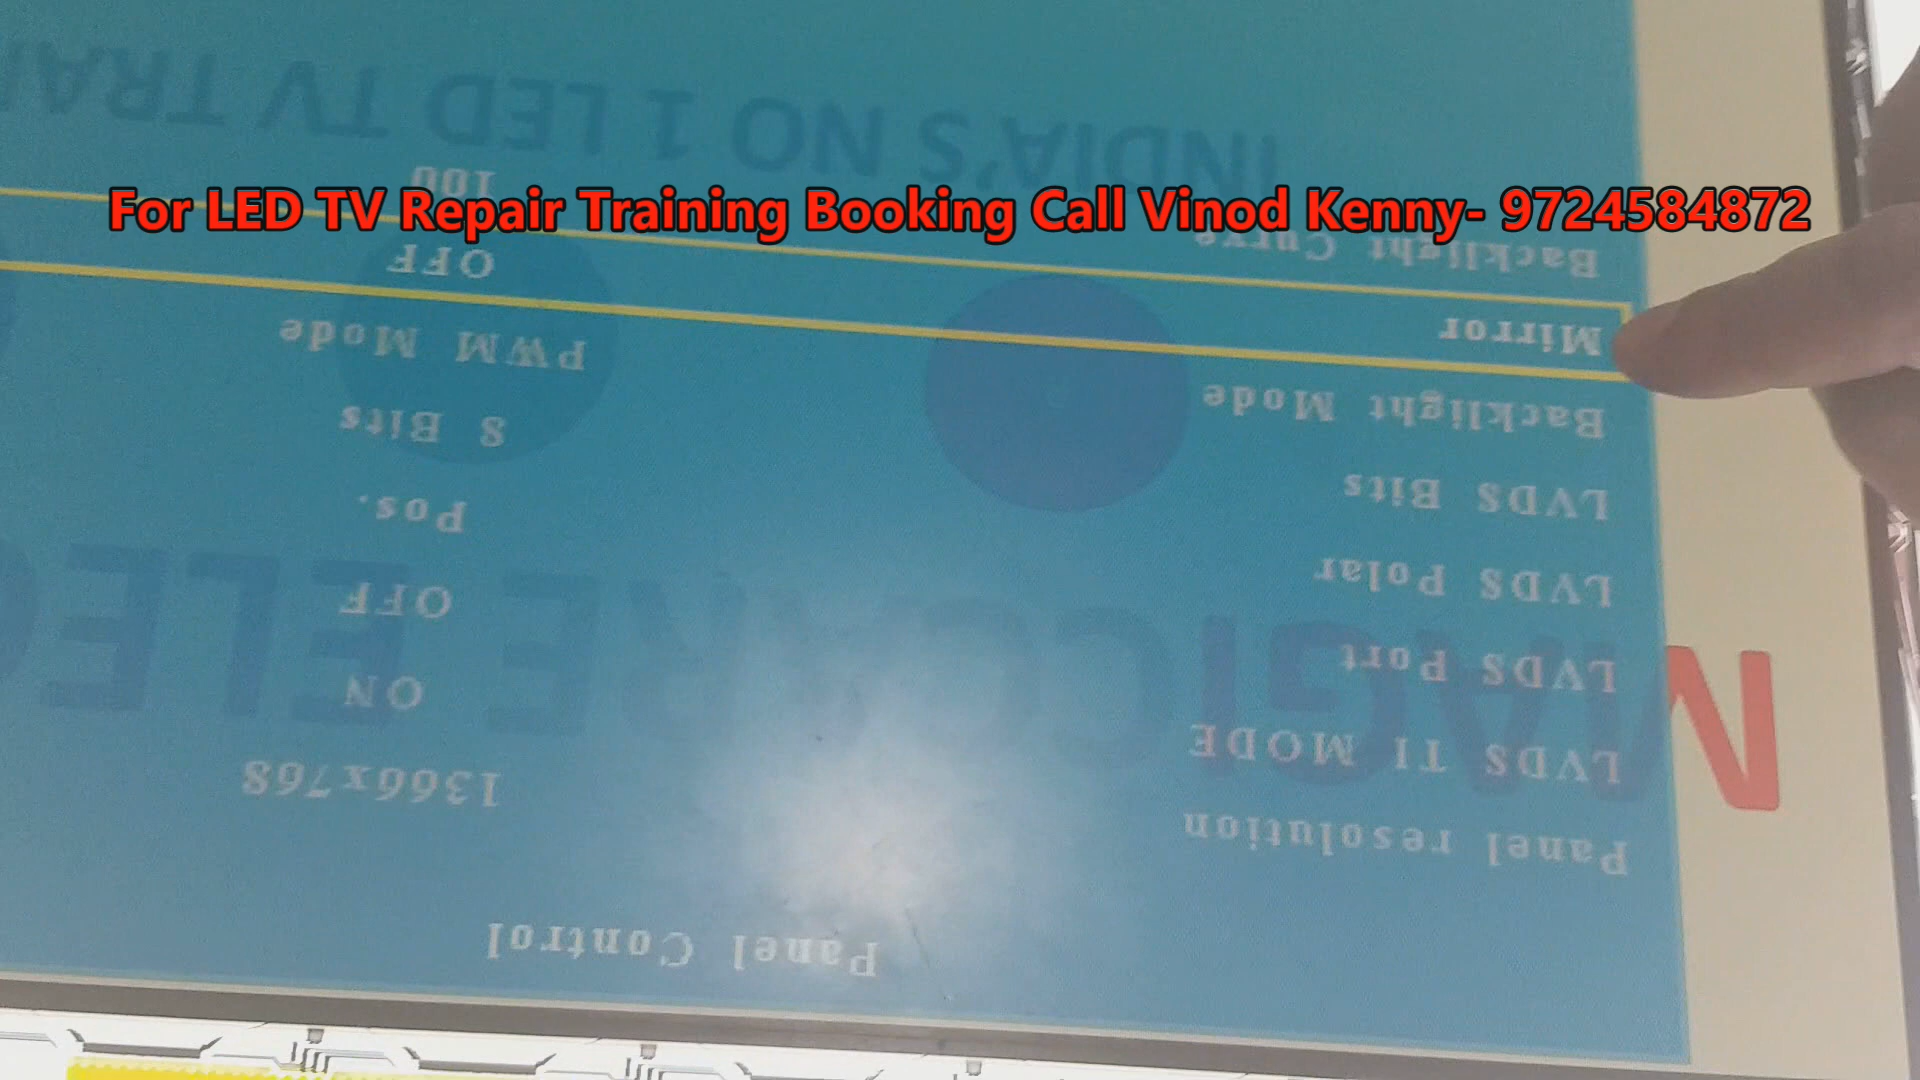 For LED TV Repair Training Booking Call Vinod Kenny- 9724584872
Panel Control
Panel resolution 1366x768
LVDS TI MODE ON
LVDS Port OFF
LVDS Polar Pos.
LVDS Bits 8 Bits
Backlight Mode PWM Mode
Mirror OFF
Backlight Curve 100
MAGICCARE ELEC
INDIA'S NO 1 LED TV TRA